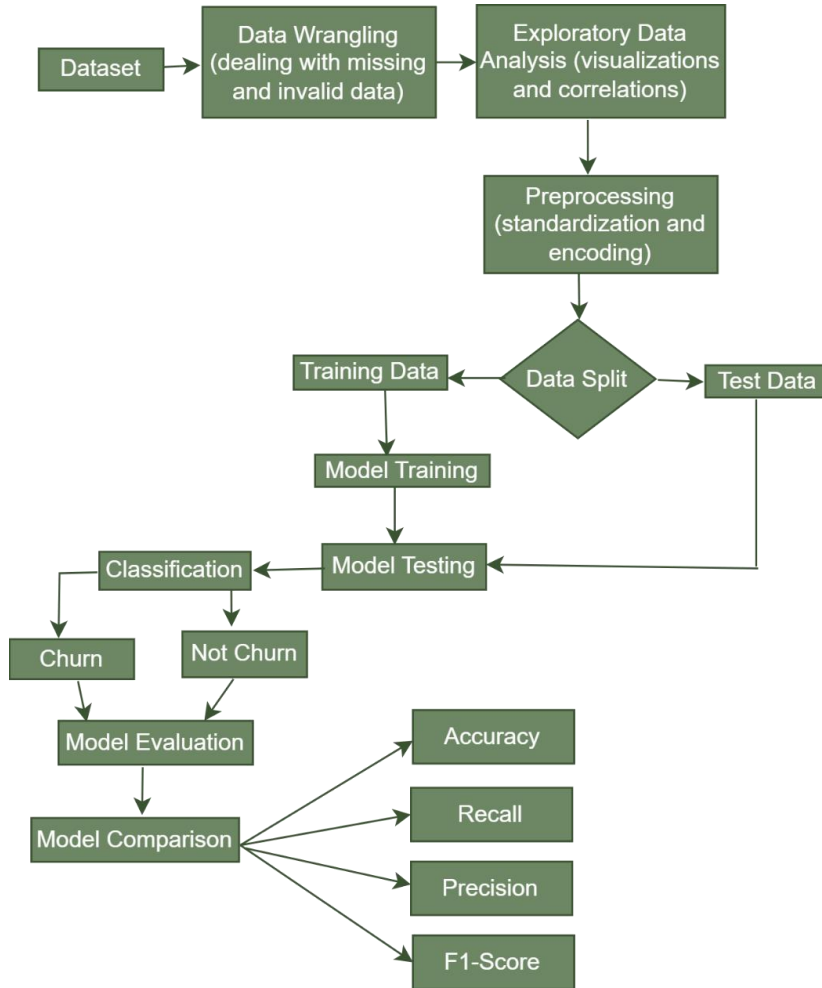 Dataset
Data Wrangling
(dealing with missing
and invalid data)
Exploratory Data
Analysis (visualizations
and correlations)
Preprocessing
(standardization and
encoding)
Data Split
Training Data
Test Data
Model Training
Model Testing
Classification
Churn
Not Churn
Model Evaluation
Model Comparison
Accuracy
Recall
Precision
F1-Score